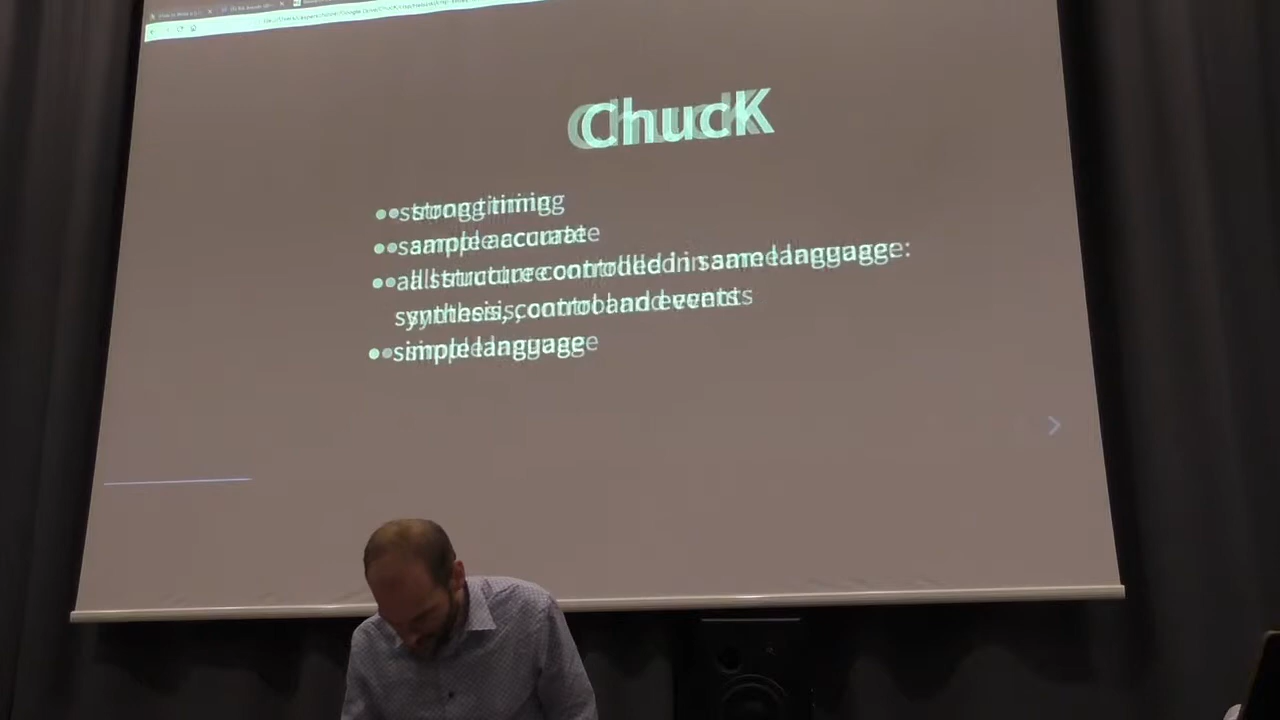 ChucK
• strong timing
• sample accurate
• all structure controlled in same language:
synthesis, control and events
• simple language